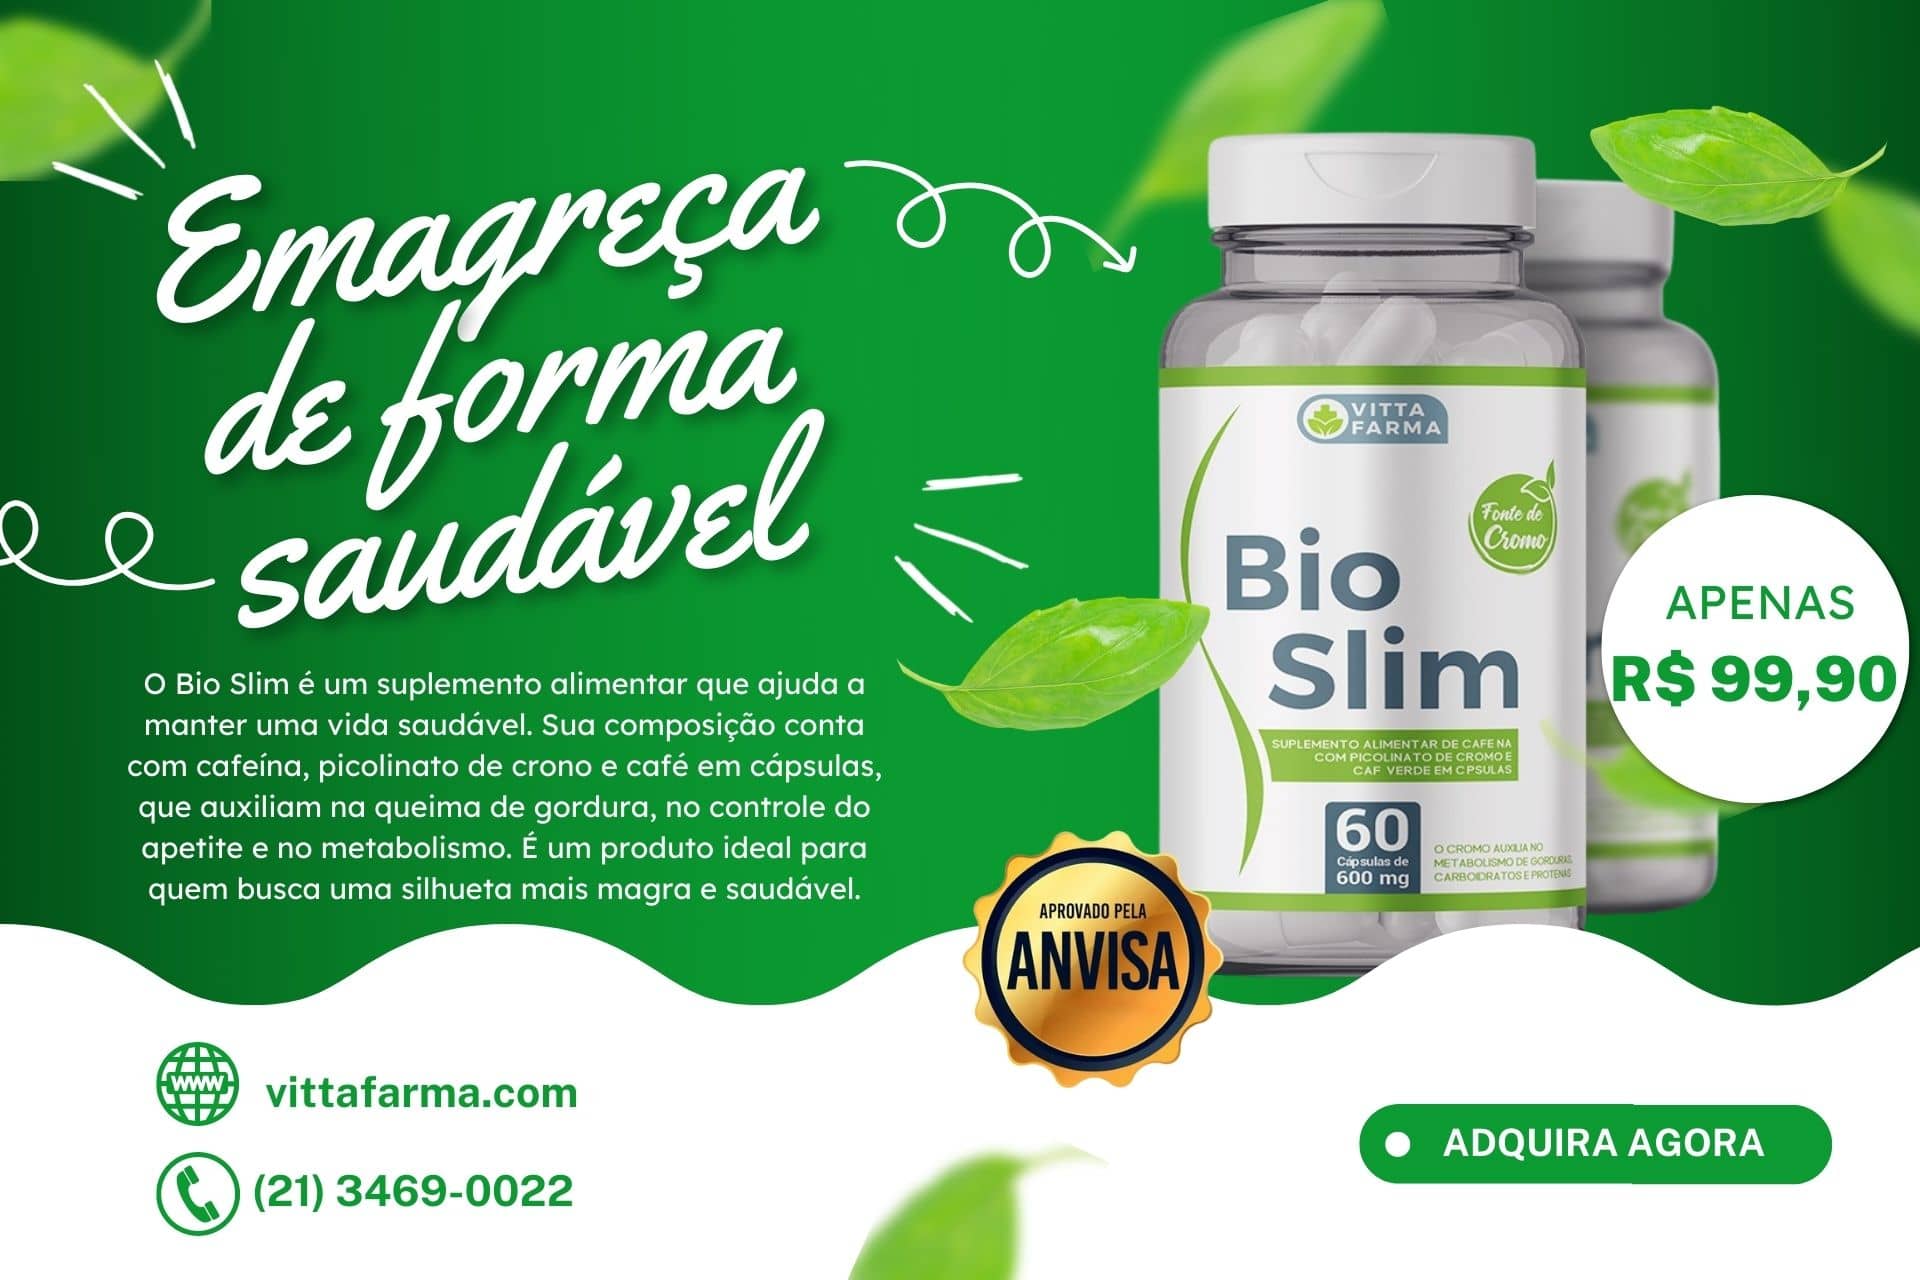 Emagreça
de forma
saudável
O Bio Slim é um suplemento alimentar que ajuda a
manter uma vida saudável. Sua composição conta
com cafeína, picolinato de crono e café em cápsulas,
que auxiliam na queima de gordura, no controle do
apetite e no metabolismo. É um produto ideal para
quem busca uma silhueta mais magra e saudável.
VITTA
FARMA
Fonte de
Cromo
Bio
Slim
SUPLEMENTO ALIMENTAR DE CAFE NA
COM PICOLINATO DE CROMO E
CAF VERDE EM CPSULAS
60
Cápsulas de
600 mg
O CROMO AUXILIA NO
METABOLISMO DE GORDURAS,
CARBOIDRATOS E PROTENAS
APENAS
R$ 99,90
APROVADO PELA
ANVISA
www
vittafarma.com
(21) 3469-0022
ADQUIRA AGORA